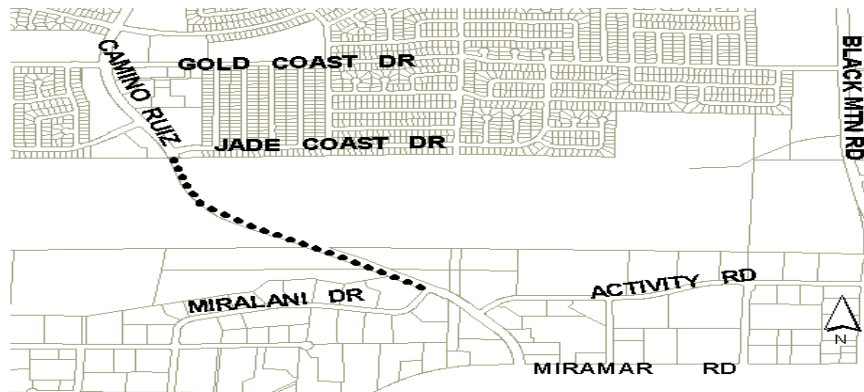 CAMINO RUIZ
GOLD COAST DR
BLACK MTN RD
JADE COAST DR
MIRALANI DR
ACTIVITY RD
N
MIRAMAR RD